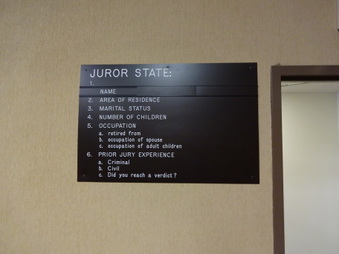 JUROR STATE:
1.
NAME
2. AREA OF RESIDENCE
3. MARITAL STATUS
4. NUMBER OF CHILDREN
5. OCCUPATION
a. retired from
b. occupation of spouse
c. occupation of adult children
6. PRIOR JURY EXPERIENCE
a. Criminal
b. Civil
c. Did you reach a verdict?